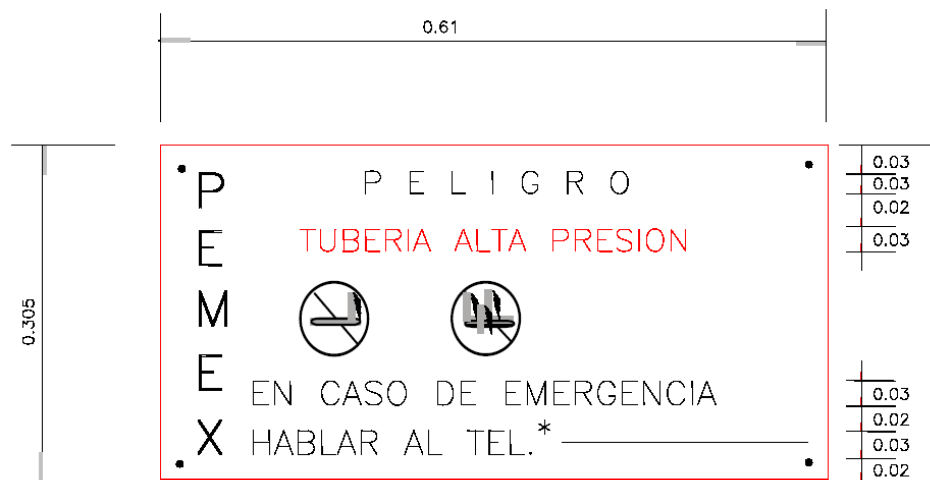 0.61
0.305
PEMEX
P E L I G R O
TUBERIA ALTA PRESION
EN CASO DE EMERGENCIA
HABLAR AL TEL.*
0.03
0.03
0.02
0.03
0.03
0.02
0.03
0.02